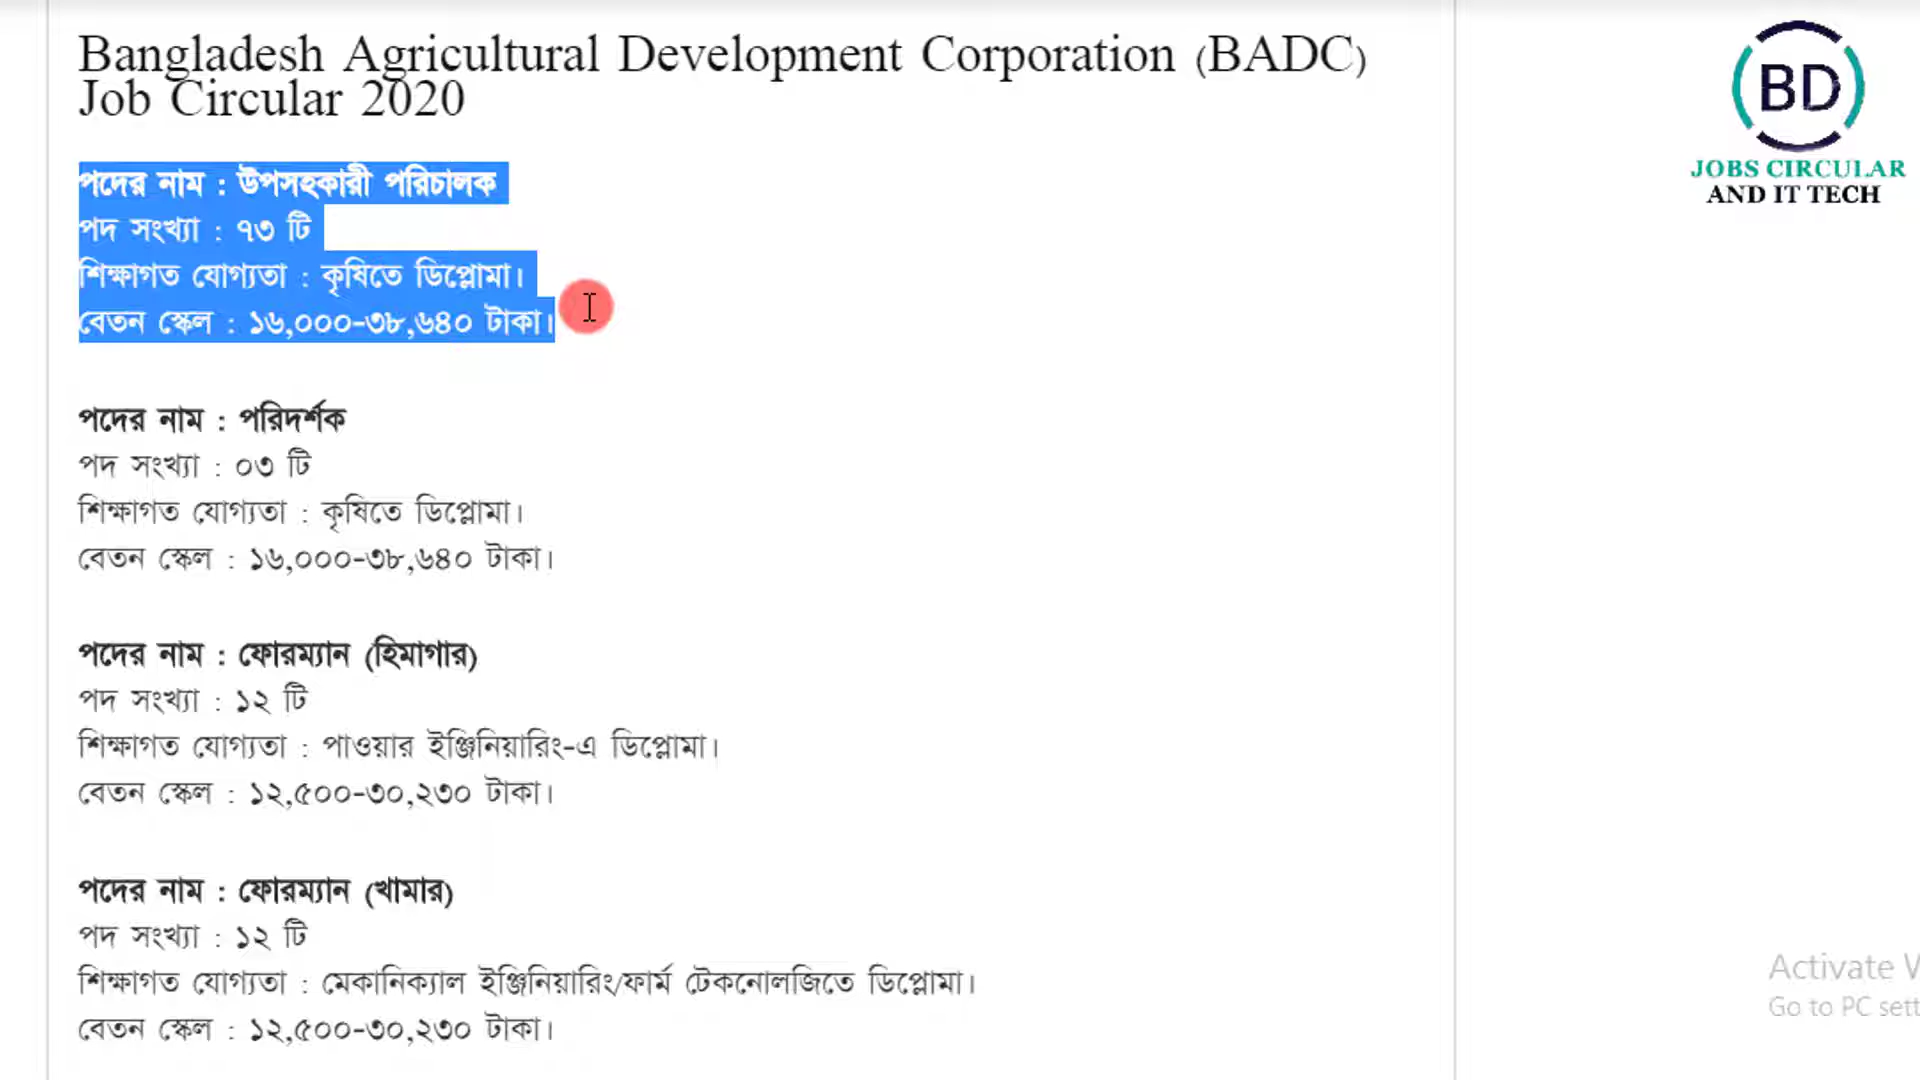 Bangladesh Agricultural Development Corporation (BADC)
Job Circular 2020
পদের নাম : উপসহকারী পরিচালক
পদ সংখ্যা : ৭৩ টি
শিক্ষাগত যোগ্যতা : কৃষিতে ডিপ্লোমা।
বেতন স্কেল : ১৬,০০০-৩৮,৬৪০ টাকা।
পদের নাম : পরিদর্শক
পদ সংখ্যা : ০৩ টি
শিক্ষাগত যোগ্যতা : কৃষিতে ডিপ্লোমা।
বেতন স্কেল : ১৬,০০০-৩৮,৬৪০ টাকা।
পদের নাম : ফোরম্যান (হিমাগার)
পদ সংখ্যা : ১২ টি
শিক্ষাগত যোগ্যতা : পাওয়ার ইঞ্জিনিয়ারিং-এ ডিপ্লোমা।
বেতন স্কেল : ১২,৫০০-৩০,২৩০ টাকা।
পদের নাম : ফোরম্যান (খামার)
পদ সংখ্যা : ১২ টি
শিক্ষাগত যোগ্যতা : মেকানিক্যাল ইঞ্জিনিয়ারিং/ফার্ম টেকনোলজিতে ডিপ্লোমা।
বেতন স্কেল : ১২,৫০০-৩০,২৩০ টাকা।
BD
JOBS CIRCULAR
AND IT TECH
Activate
Go to PC sett